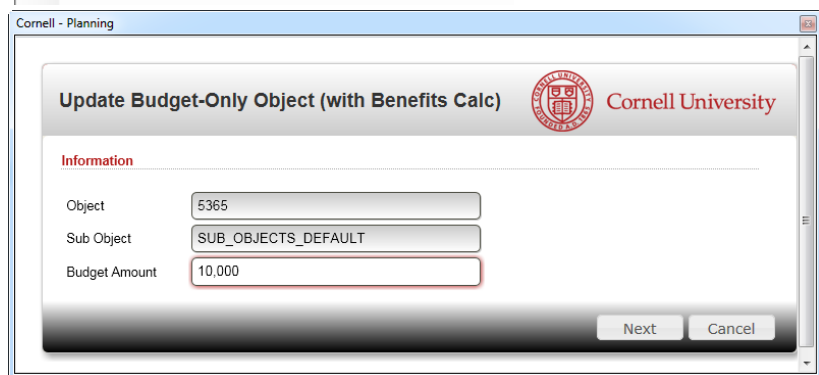 Cornell - Planning
Update Budget-Only Object (with Benefits Calc)
Cornell University
Information
Object 5365
Sub Object SUB_OBJECTS_DEFAULT
Budget Amount 10,000
Next Cancel